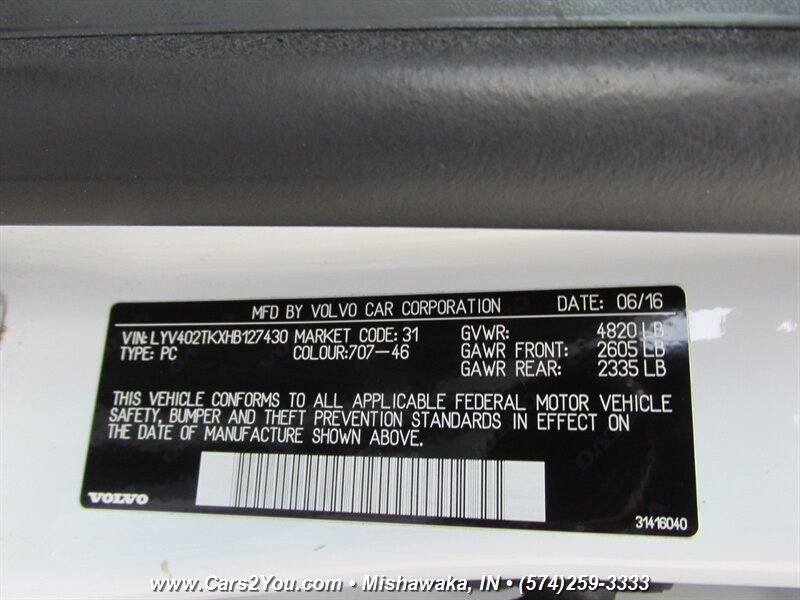 MFD BY VOLVO CAR CORPORATION DATE: 06/16
VIN: LYV402TKXHB127430 MARKET CODE: 31 GVWR: 4820 LB
TYPE: PC COLOUR:707-46 GAWR FRONT: 2605 LB
GAWR REAR: 2335 LB
THIS VEHICLE CONFORMS TO ALL APPLICABLE FEDERAL MOTOR VEHICLE
SAFETY, BUMPER AND THEFT PREVENTION STANDARDS IN EFFECT ON
THE DATE OF MANUFACTURE SHOWN ABOVE.
VOLVO
31416040
www.Cars2You.com • Mishawaka, IN • (574)259-3333